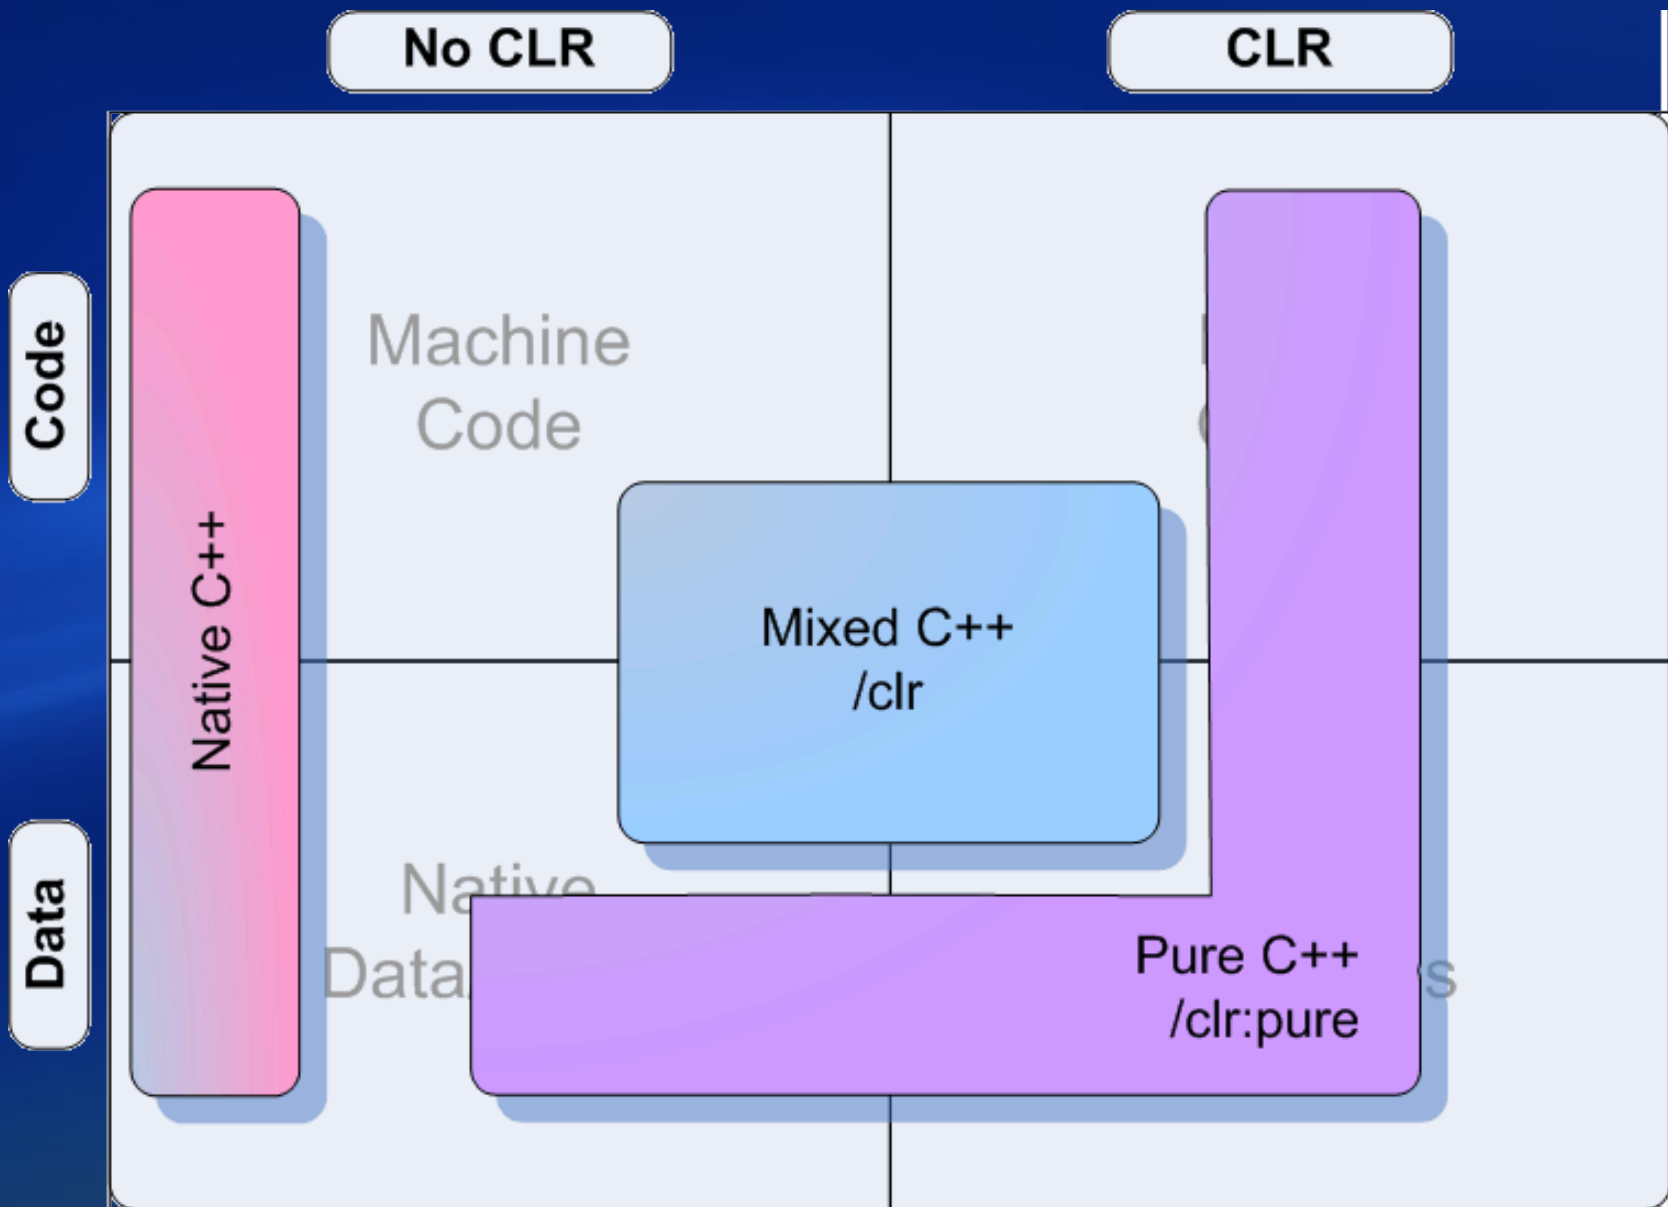 No CLR
CLR
Code
Machine
Code
Native C++
Mixed C++
/clr
Data
Native
Data
Pure C++
/clr:pure